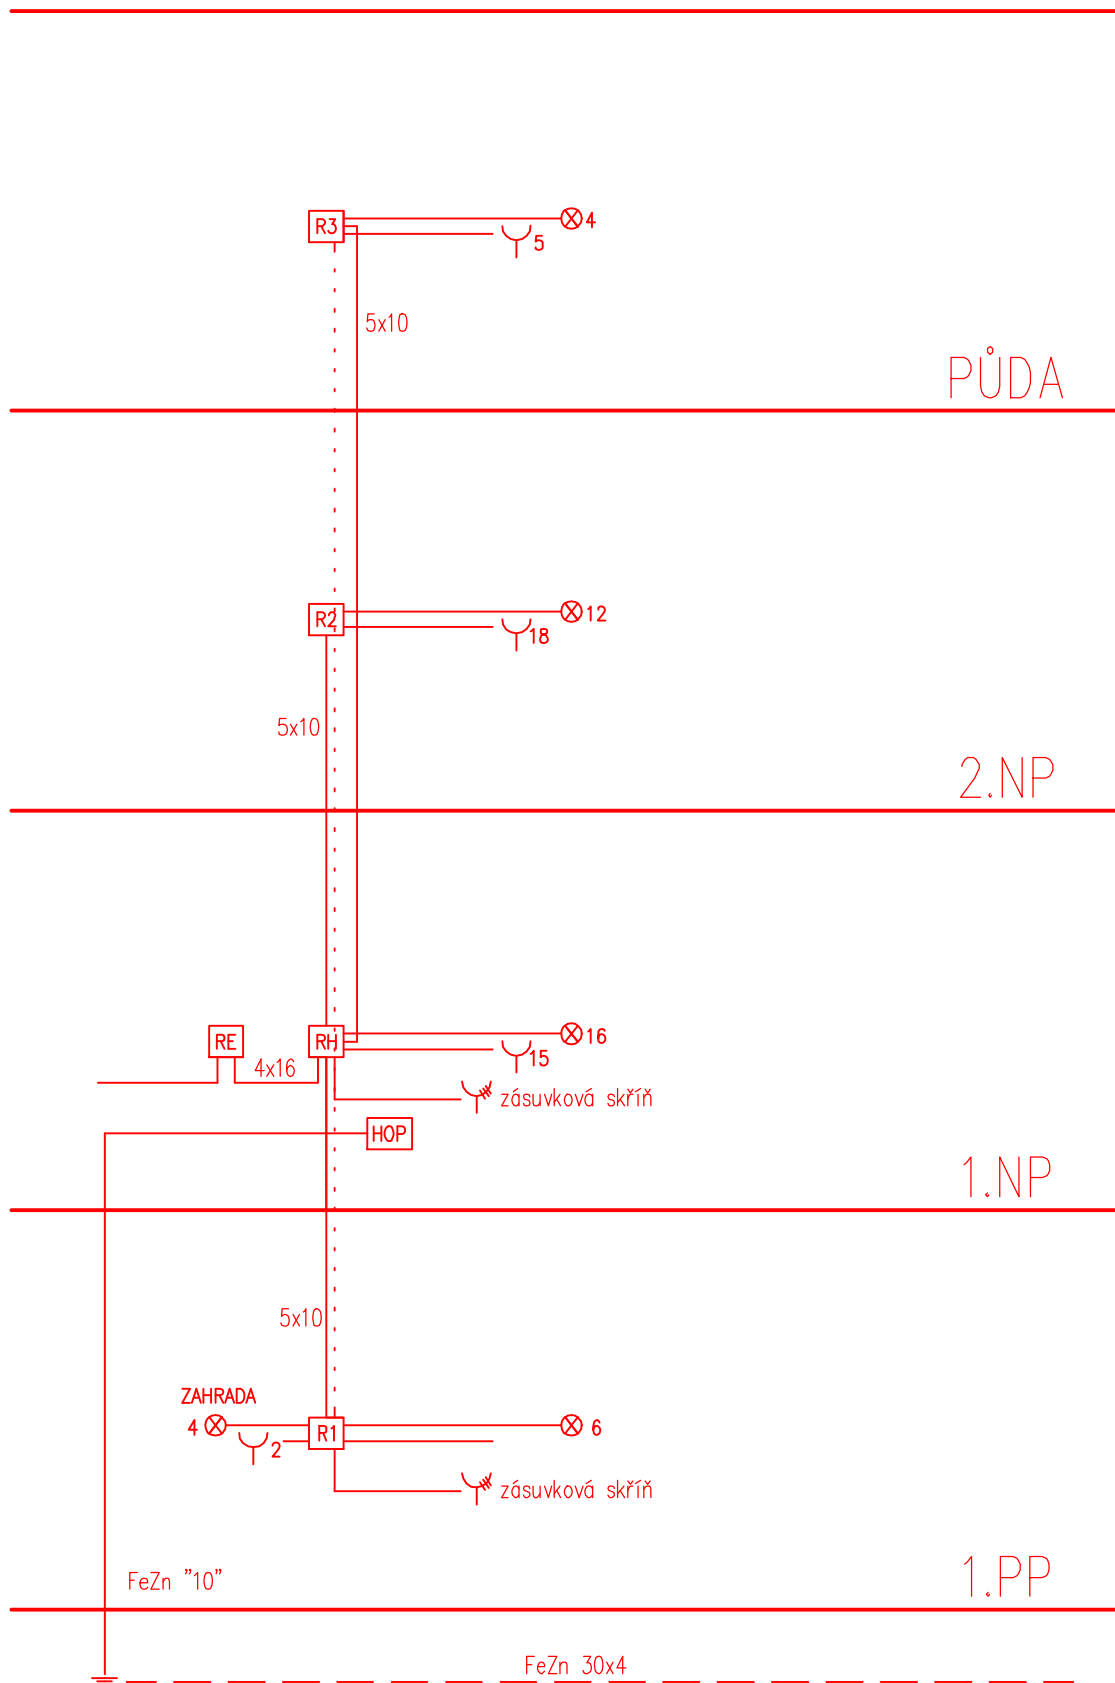 R3
4
5
5x10
PŮDA
R2
12
18
5x10
2.NP
RE
4x16
RH
16
15
zásuvková skříň
HOP
1.NP
5x10
ZAHRADA
4
2
R1
6
zásuvková skříň
FeZn "10"
1.PP
FeZn 30x4